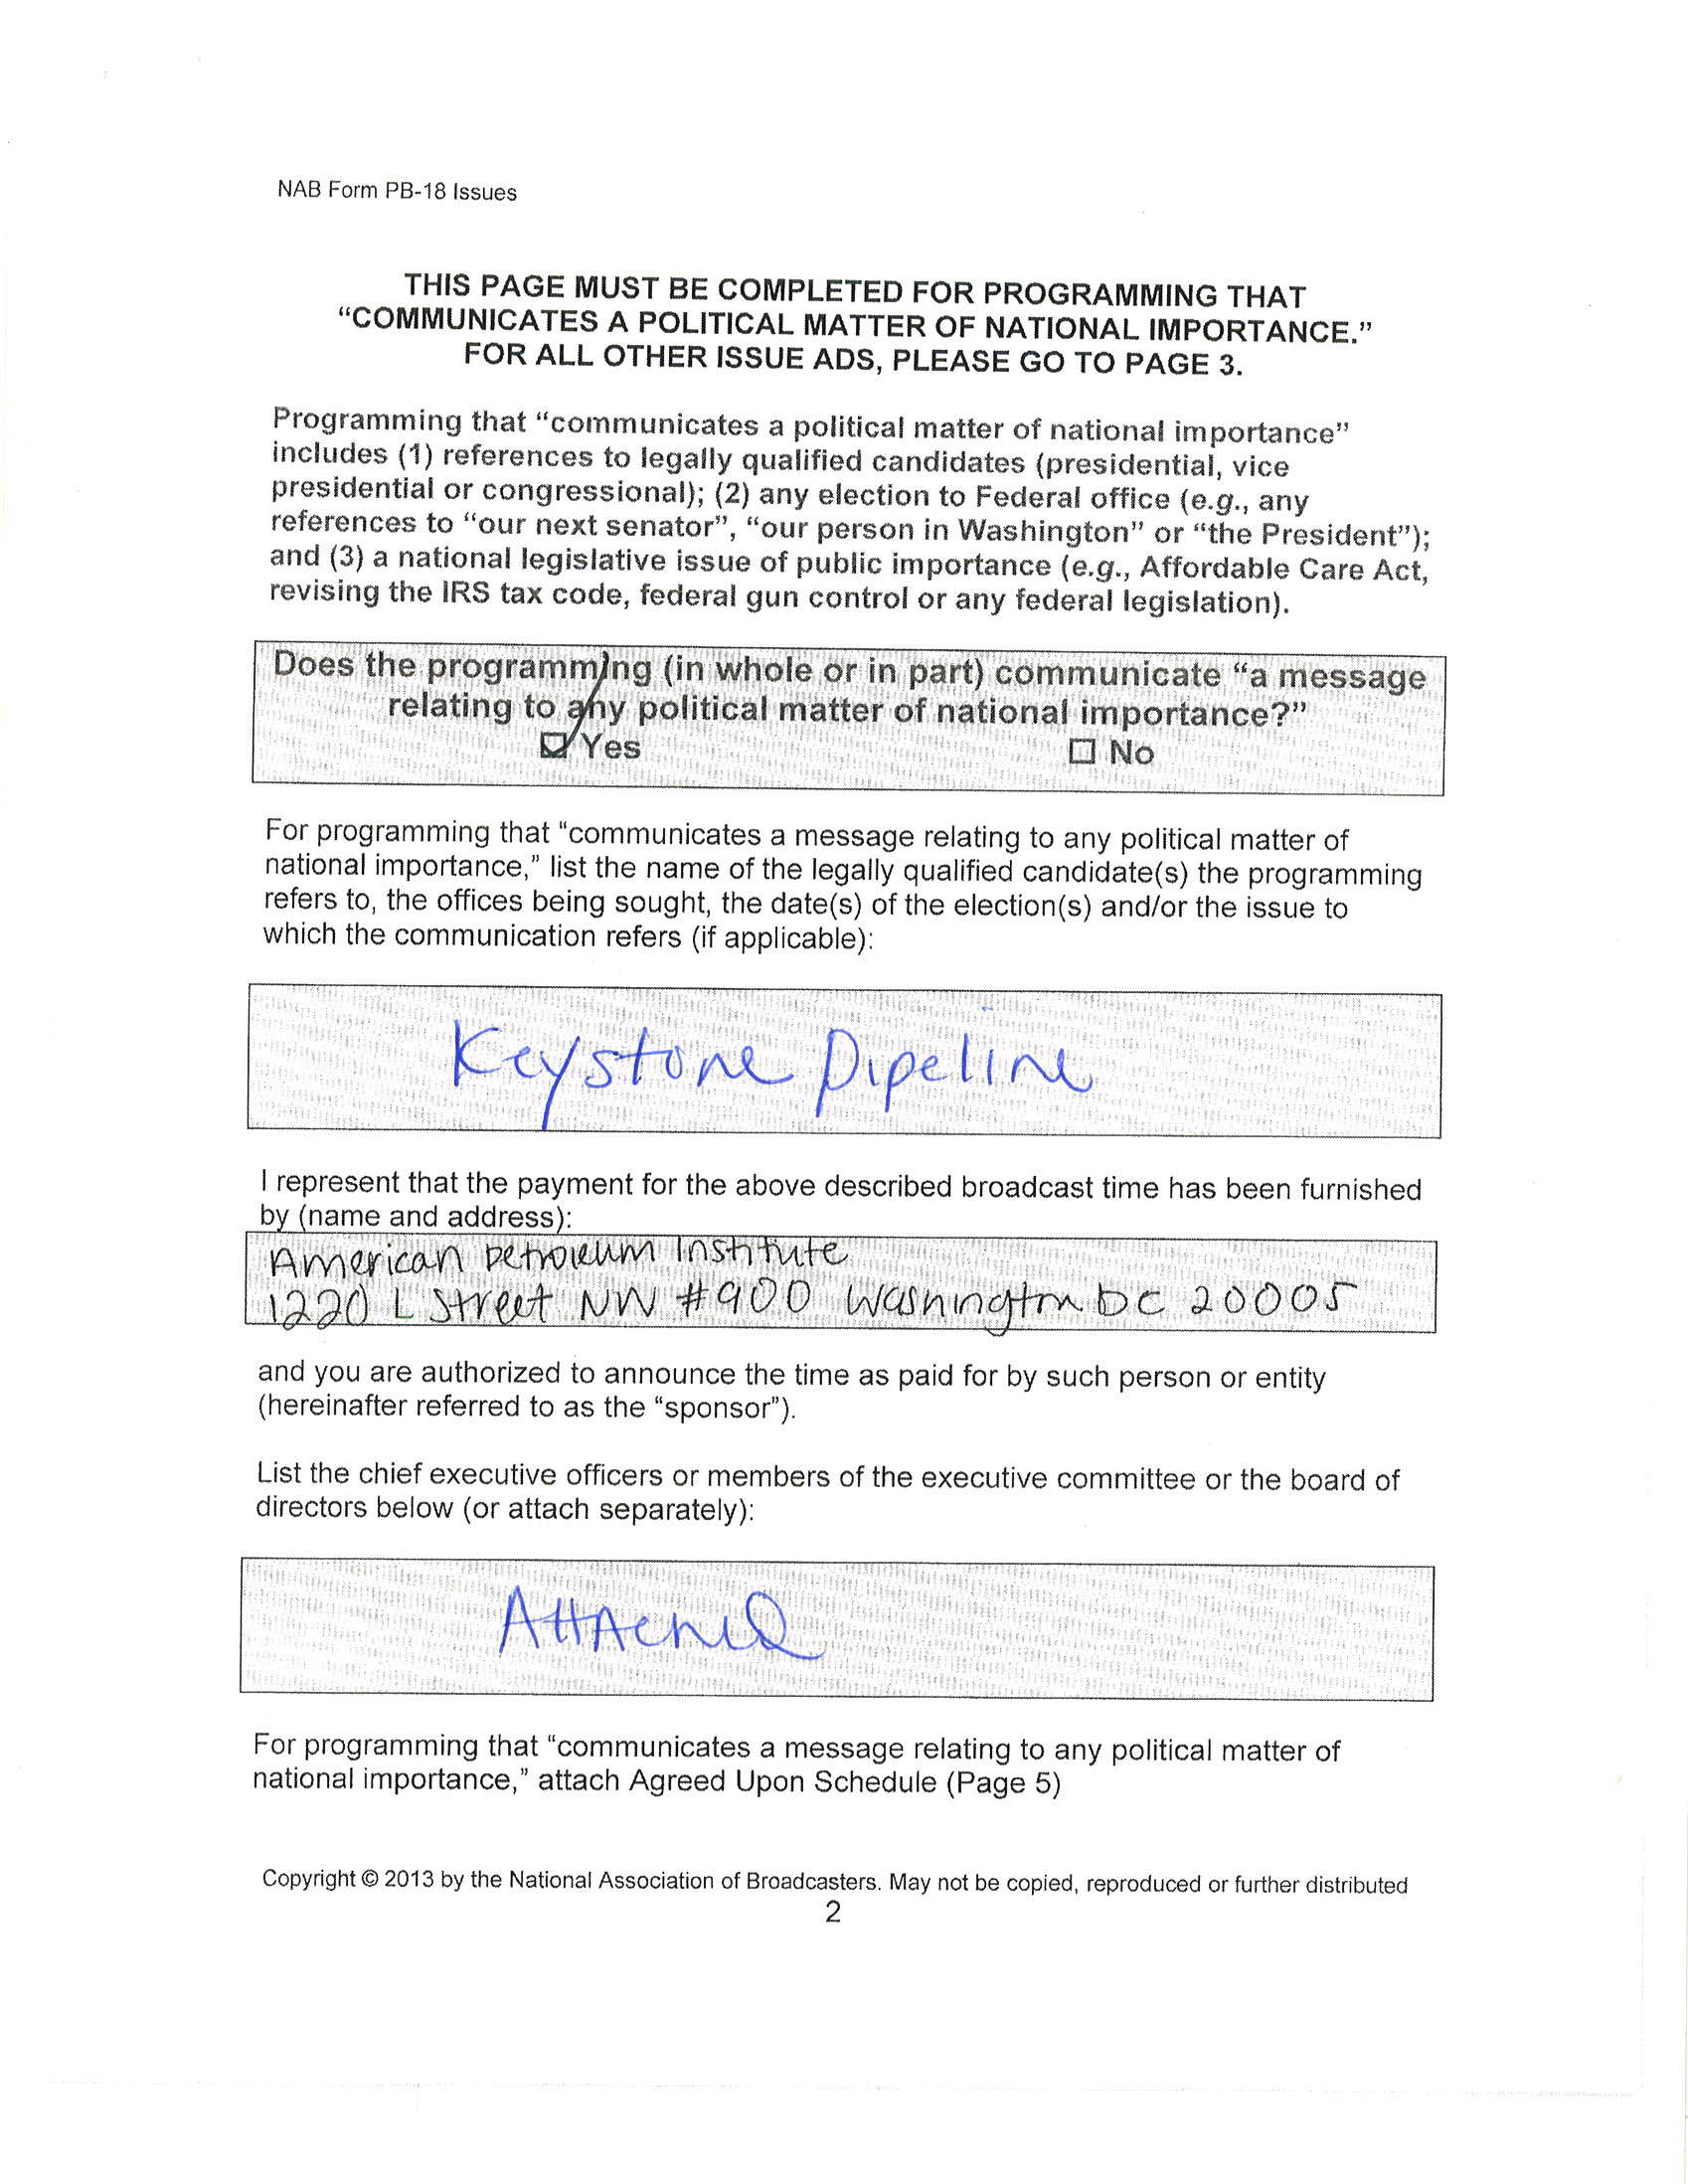 NAB Form PB-18 Issues
THIS PAGE MUST BE COMPLETED FOR PROGRAMMING THAT
“COMMUNICATES A POLITICAL MATTER OF NATIONAL IMPORTANCE.”
FOR ALL OTHER ISSUE ADS, PLEASE GO TO PAGE 3.
Programming that “communicates a political matter of national importance”
includes (1) references to legally qualified candidates (presidential, vice
presidential or congressional); (2) any election to Federal office (e.g., any
references to “our next senator”, “our person in Washington” or “the President”);
and (3) a national legislative issue of public importance (e.g., Affordable Care Act,
revising the IRS tax code, federal gun control or any federal legislation).
Does the programming (in whole or in part) communicate “a message
relating to any political matter of national importance?”
☑ Yes ☐ No
For programming that “communicates a message relating to any political matter of
national importance,” list the name of the legally qualified candidate(s) the programming
refers to, the offices being sought, the date(s) of the election(s) and/or the issue to
which the communication refers (if applicable):
Keystone Pipeline
I represent that the payment for the above described broadcast time has been furnished
by (name and address):
American Petroleum Institute
1220 L Street NW #900 Washington DC 20005
and you are authorized to announce the time as paid for by such person or entity
(hereinafter referred to as the “sponsor”).
List the chief executive officers or members of the executive committee or the board of
directors below (or attach separately):
Attached
For programming that “communicates a message relating to any political matter of
national importance,” attach Agreed Upon Schedule (Page 5)
Copyright © 2013 by the National Association of Broadcasters. May not be copied, reproduced or further distributed
2